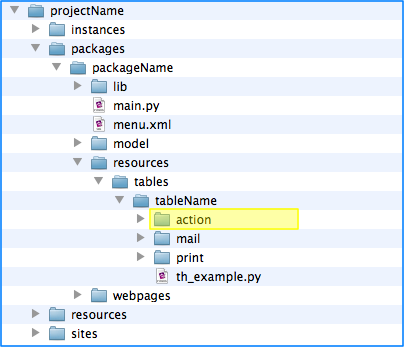 projectName
instances
packages
packageName
lib
main.py
menu.xml
model
resources
tables
tableName
action
mail
print
th_example.py
webpages
resources
sites